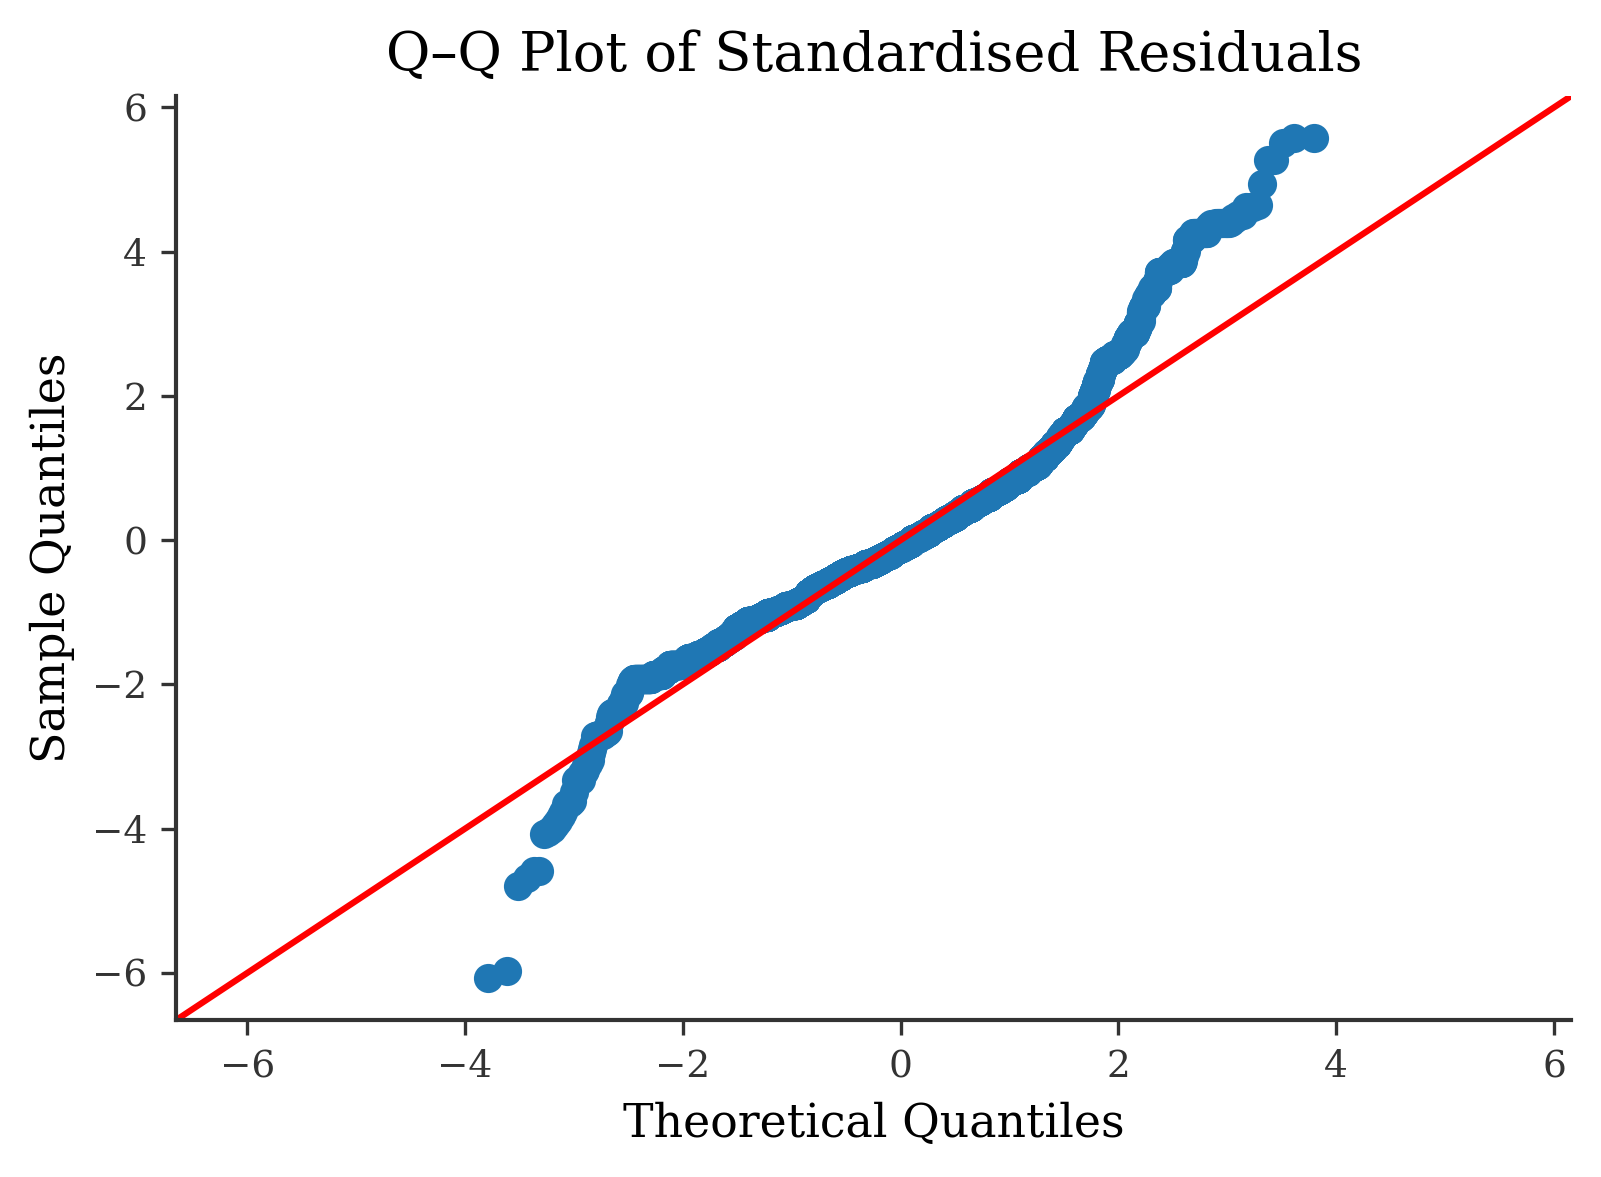 Q–Q Plot of Standardised Residuals
6
4
2
0
−2
−4
−6
Sample Quantiles
−6 −4 −2 0 2 4 6
Theoretical Quantiles